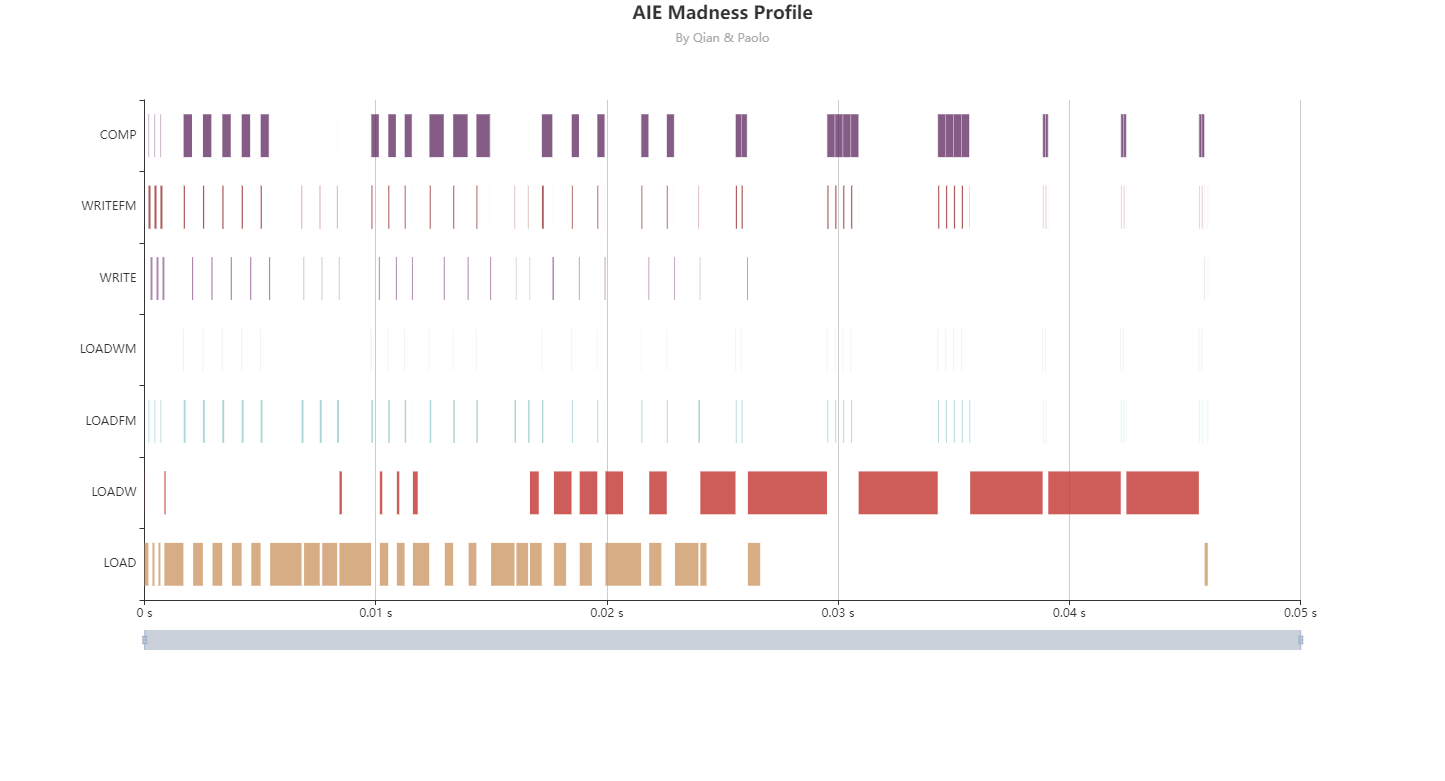 AIE Madness Profile
By Qian & Paolo
COMP
WRITEFM
WRITE
LOADWM
LOADFM
LOADW
LOAD
0 s 0.01 s 0.02 s 0.03 s 0.04 s 0.05 s